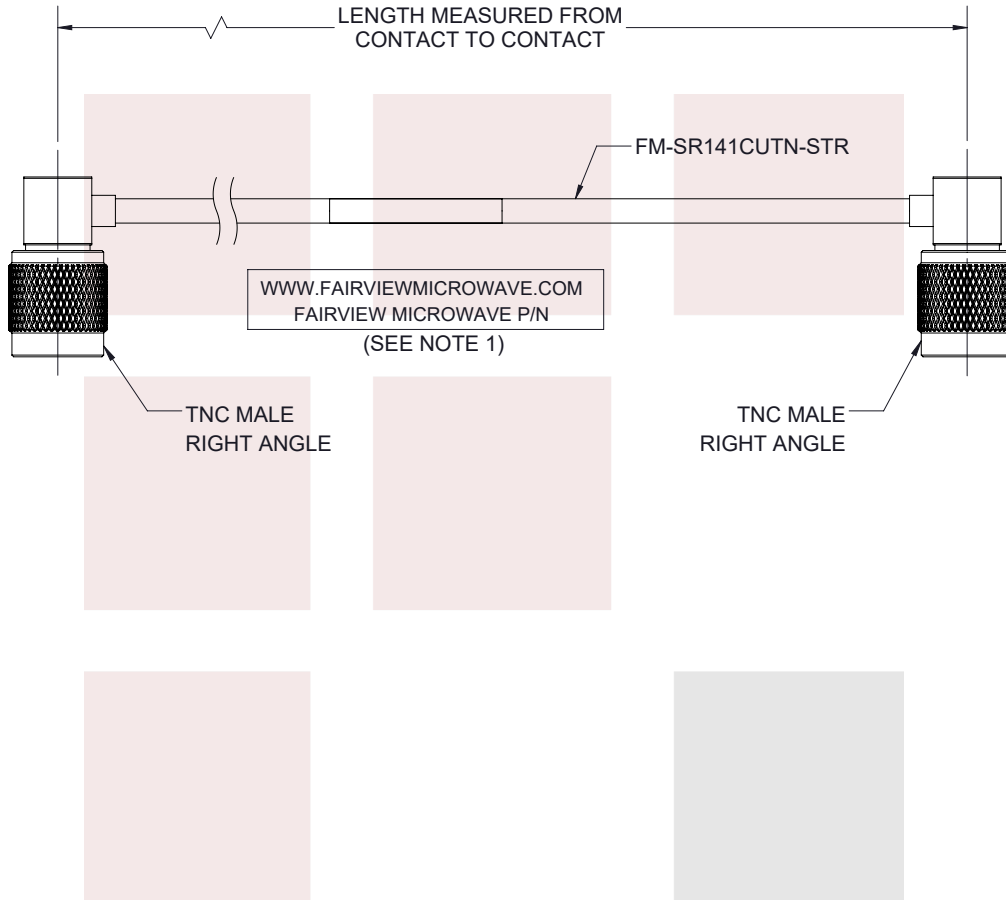 LENGTH MEASURED FROM
CONTACT TO CONTACT
FM-SR141CUTN-STR
WWW.FAIRVIEWMICROWAVE.COM
FAIRVIEW MICROWAVE P/N
(SEE NOTE 1)
TNC MALE
RIGHT ANGLE
TNC MALE
RIGHT ANGLE